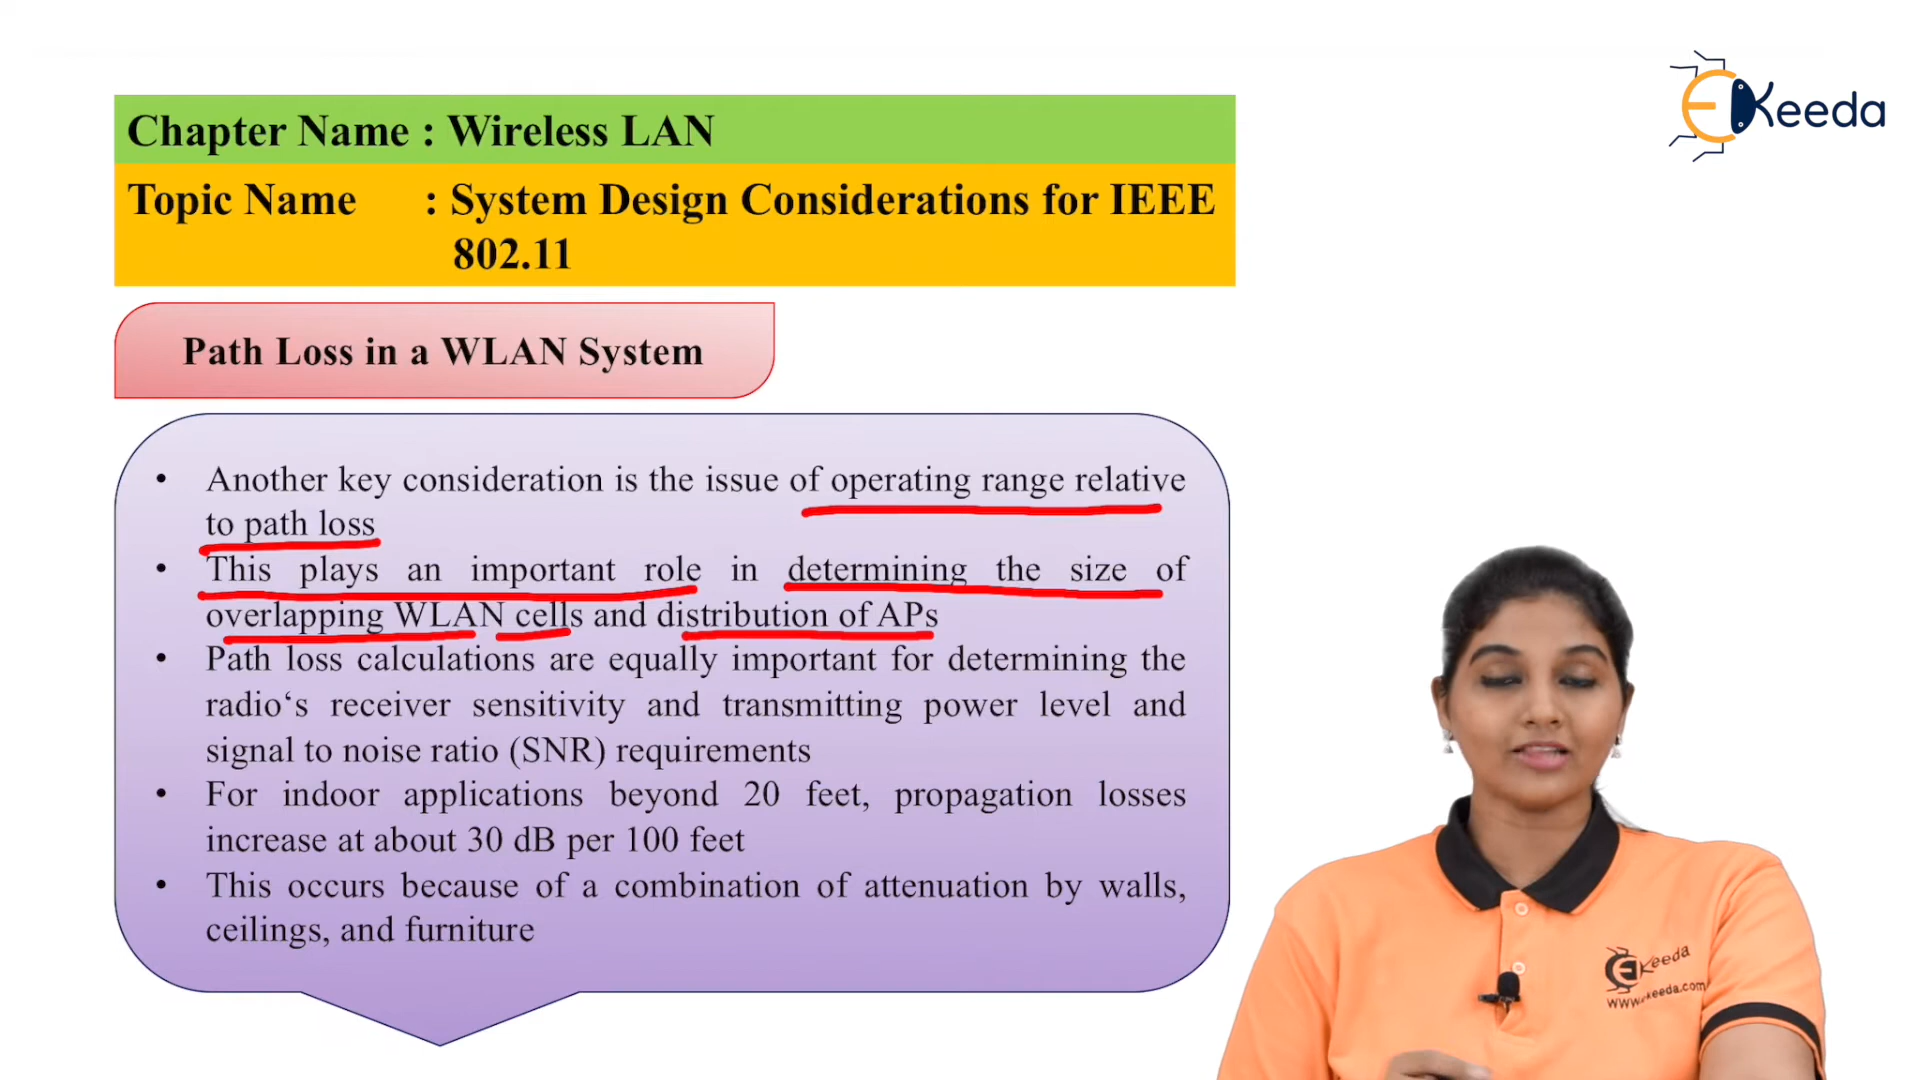 Keeda
Chapter Name : Wireless LAN
Topic Name : System Design Considerations for IEEE
802.11
Path Loss in a WLAN System
• Another key consideration is the issue of operating range relative
to path loss
• This plays an important role in determining the size of
overlapping WLAN cells and distribution of APs
• Path loss calculations are equally important for determining the
radio‘s receiver sensitivity and transmitting power level and
signal to noise ratio (SNR) requirements
• For indoor applications beyond 20 feet, propagation losses
increase at about 30 dB per 100 feet
• This occurs because of a combination of attenuation by walls,
ceilings, and furniture
Keeda
www.e-keeda.com